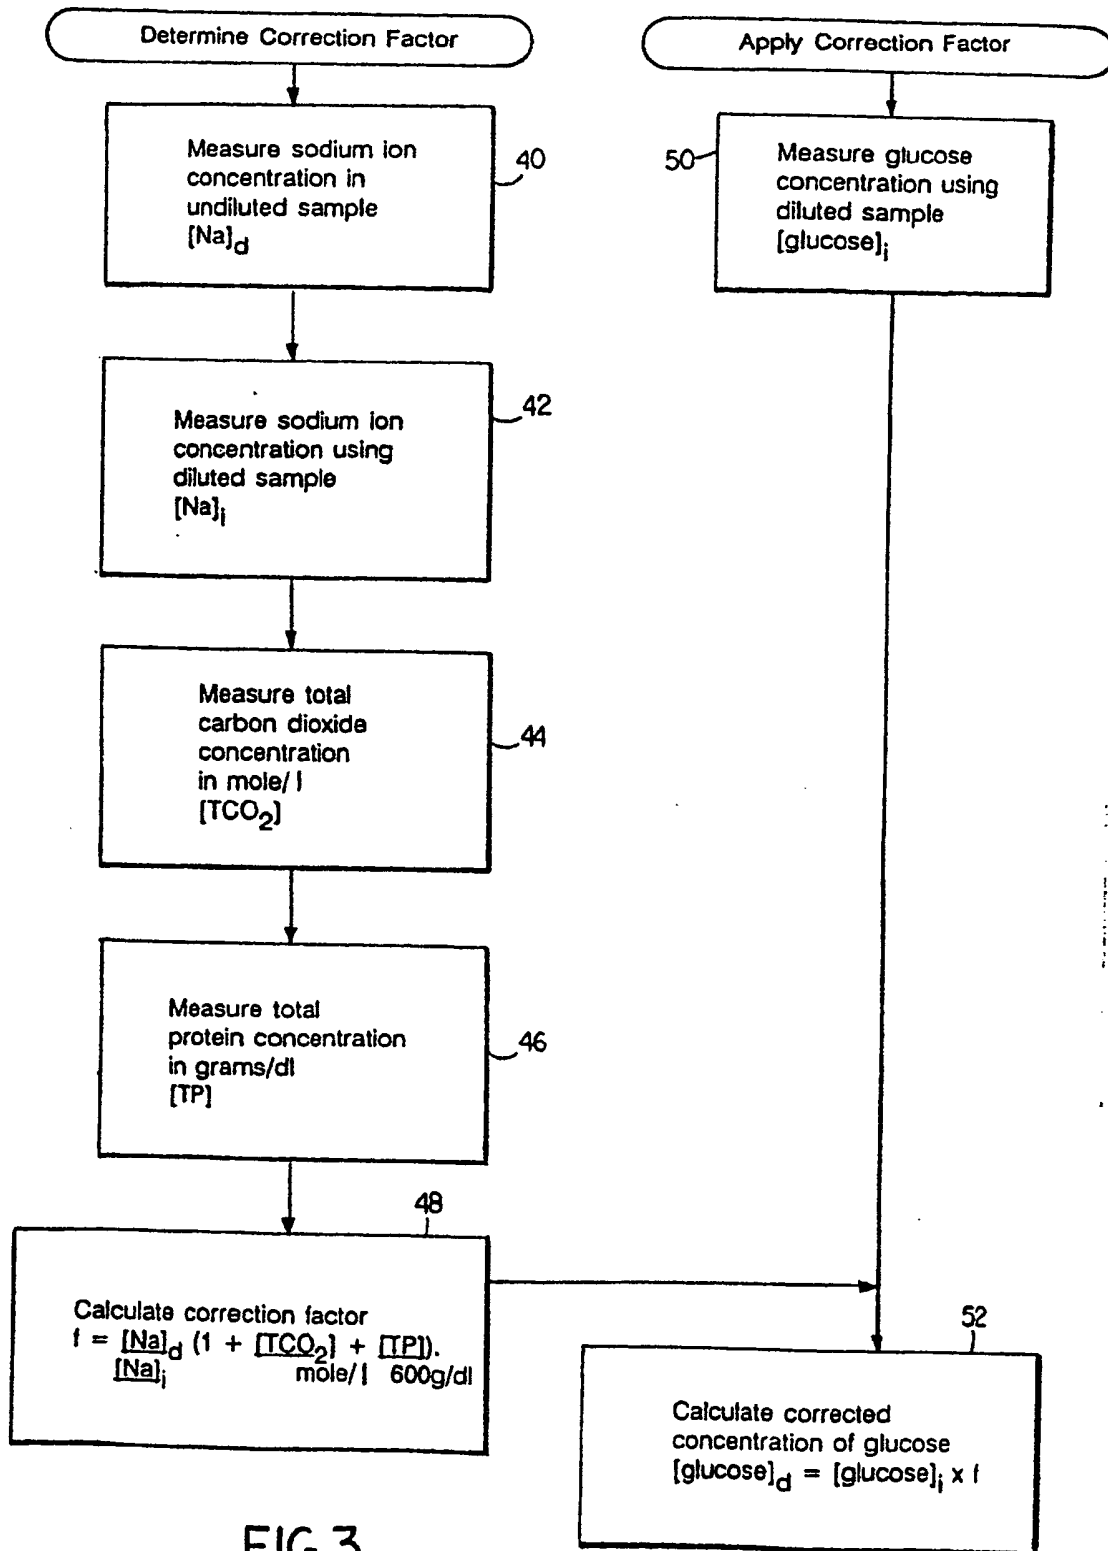 Determine Correction Factor
Measure sodium ion
concentration in
undiluted sample
[Na]d
40
Measure sodium ion
concentration using
diluted sample
[Na]i
42
Measure total
carbon dioxide
concentration
in mole/l
[TCO2]
44
Measure total
protein concentration
in grams/dl
[TP]
46
48
Calculate correction factor
f = [Na]d (1 + [TCO2] + [TP]).
[Na]i mole/l 600g/dl
Apply Correction Factor
50
Measure glucose
concentration using
diluted sample
[glucose]i
52
Calculate corrected
concentration of glucose
[glucose]d = [glucose]i x f
FIG. 3